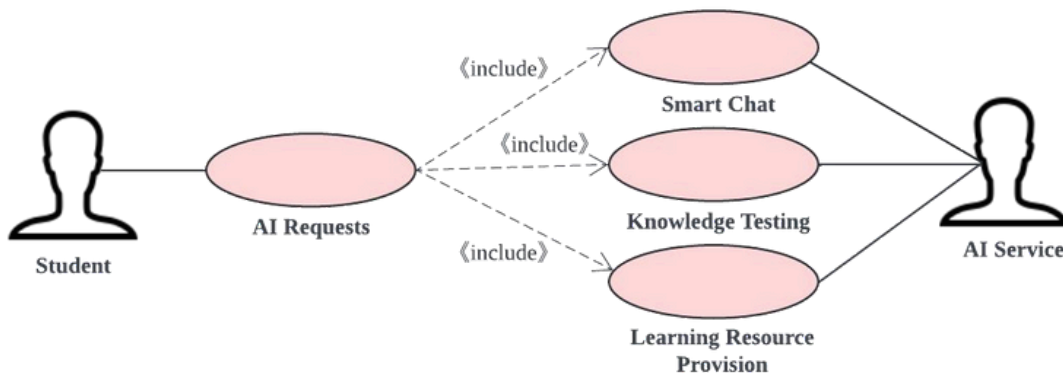 《include》
Smart Chat
《include》
AI Requests
Knowledge Testing
Student
《include》
AI Service
Learning Resource
Provision